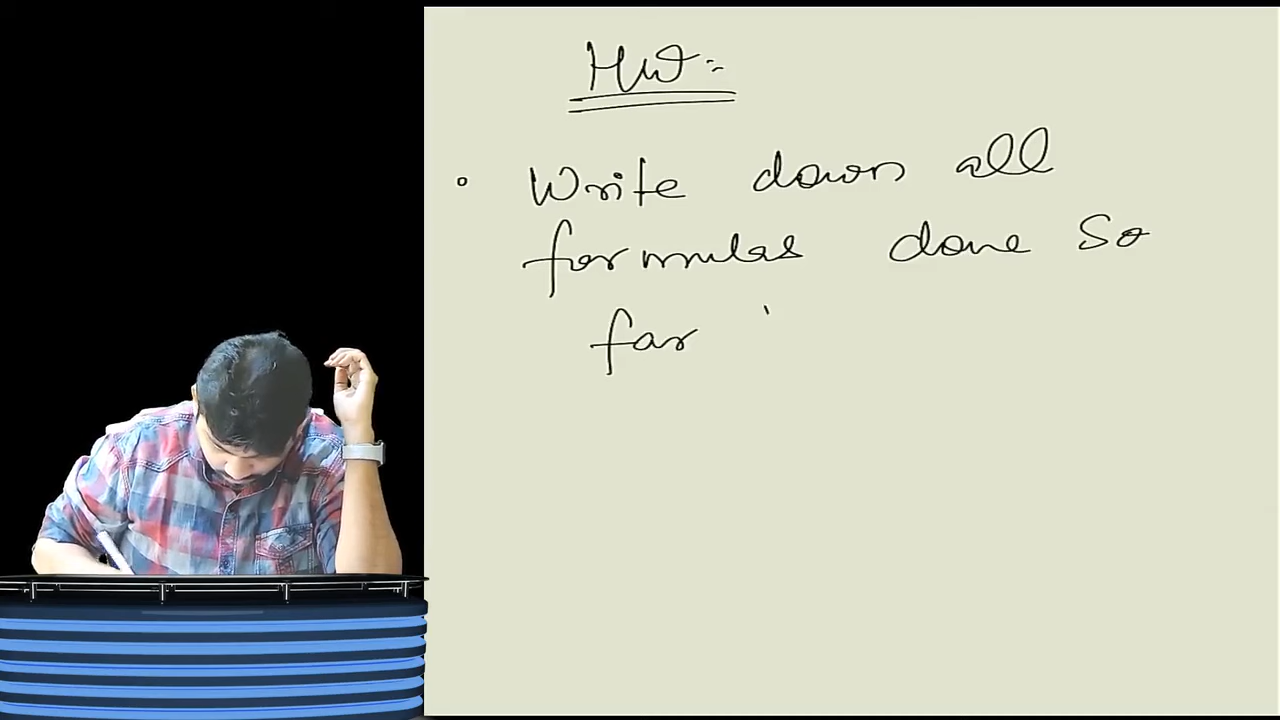 HW:-
• Write down all
formulas done so
far